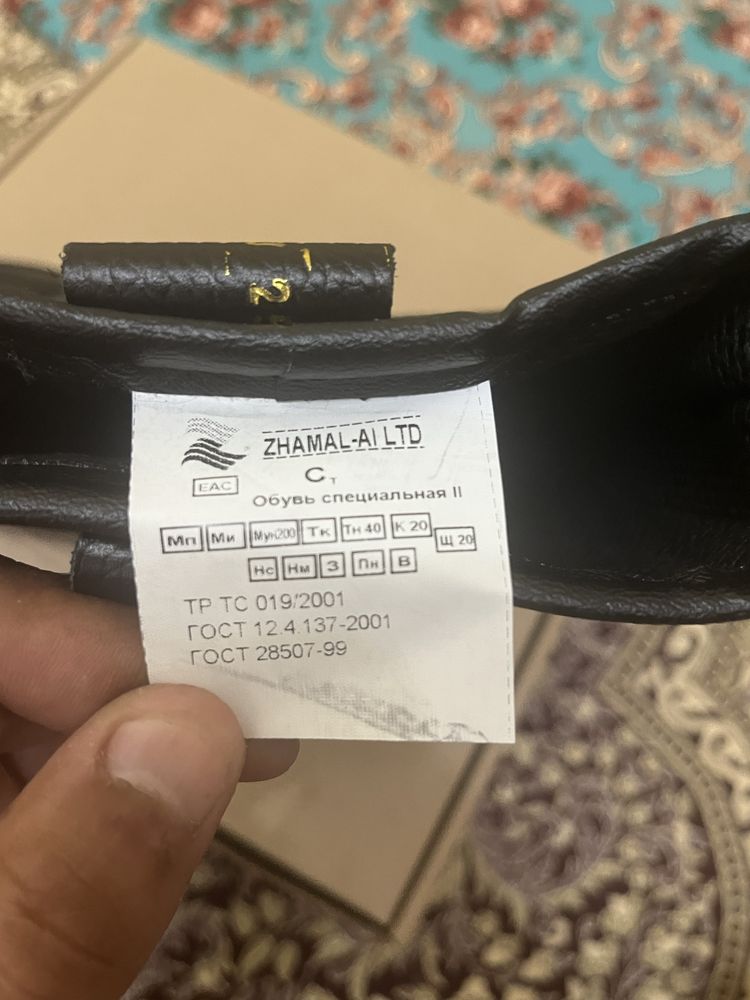 2
ZHAMAL-AI LTD
EAC
Ст
Обувь специальная II
Мп Ми Мун200 Тк Тн 40 К 20 Щ 20
Нс Нм З Пн В
ТР ТС 019/2001
ГОСТ 12.4.137-2001
ГОСТ 28507-99